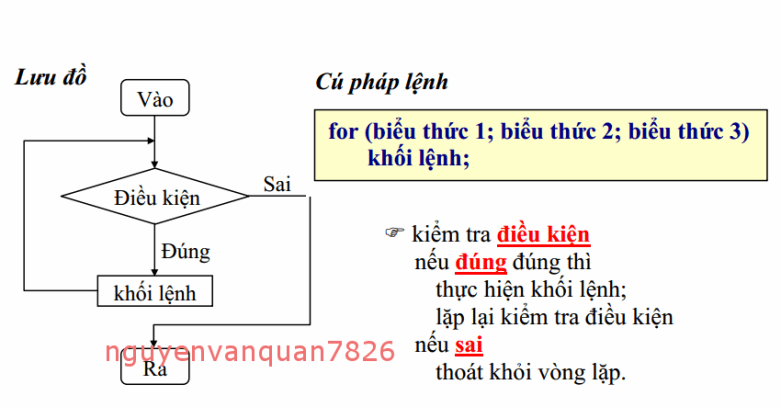 Lưu đồ
Vào
Điều kiện
Sai
Đúng
khối lệnh
Ra
nguyenvanquan7826
Cú pháp lệnh
for (biểu thức 1; biểu thức 2; biểu thức 3)
khối lệnh;
☞ kiểm tra điều kiện
nếu đúng đúng thì
thực hiện khối lệnh;
lặp lại kiểm tra điều kiện
nếu sai
thoát khỏi vòng lặp.